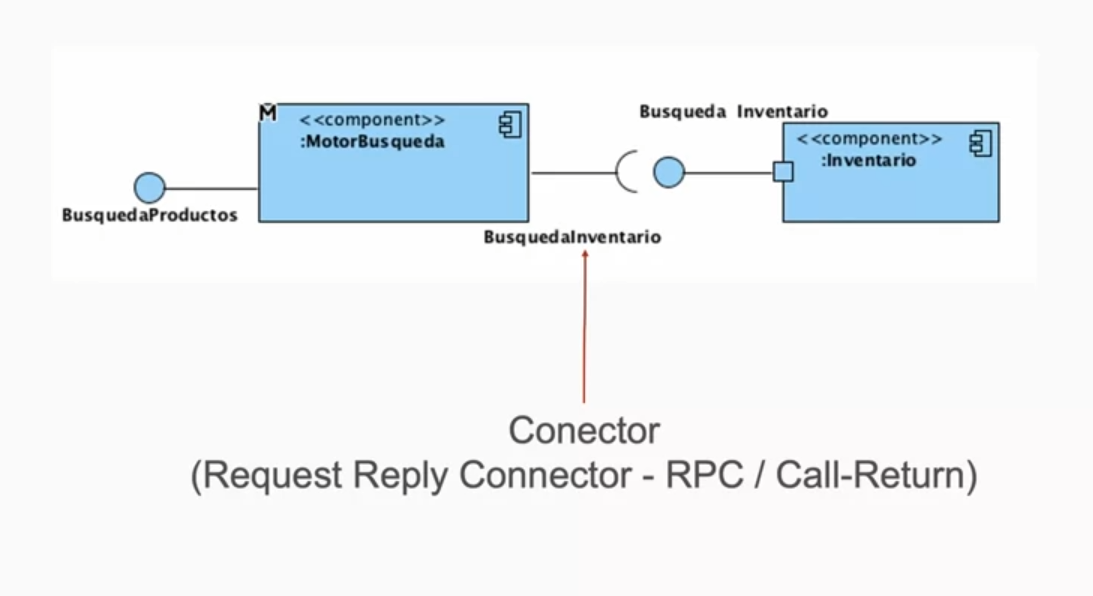 M
<<component>>
:MotorBusqueda
BusquedaProductos
BusquedaInventario
Busqueda Inventario
<<component>>
:Inventario
Conector
(Request Reply Connector - RPC / Call-Return)